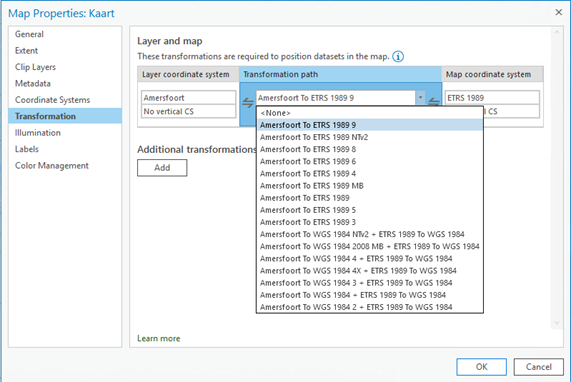 Map Properties: Kaart
General
Extent
Clip Layers
Metadata
Coordinate Systems
Transformation
Illumination
Labels
Color Management
Layer and map
These transformations are required to position datasets in the map.
Layer coordinate system Transformation path Map coordinate system
Amersfoort Amersfoort To ETRS 1989 9 ETRS 1989
No vertical CS CS
<None>
Amersfoort To ETRS 1989 9
Amersfoort To ETRS 1989 NTv2
Amersfoort To ETRS 1989 8
Amersfoort To ETRS 1989 6
Amersfoort To ETRS 1989 4
Amersfoort To ETRS 1989 MB
Amersfoort To ETRS 1989
Amersfoort To ETRS 1989 5
Amersfoort To ETRS 1989 3
Amersfoort To WGS 1984 NTv2 + ETRS 1989 To WGS 1984
Amersfoort To WGS 1984 2008 MB + ETRS 1989 To WGS 1984
Amersfoort To WGS 1984 4 + ETRS 1989 To WGS 1984
Amersfoort To WGS 1984 4X + ETRS 1989 To WGS 1984
Amersfoort To WGS 1984 3 + ETRS 1989 To WGS 1984
Amersfoort To WGS 1984 + ETRS 1989 To WGS 1984
Amersfoort To WGS 1984 2 + ETRS 1989 To WGS 1984
Additional transformations
Add
Learn more
OK Cancel